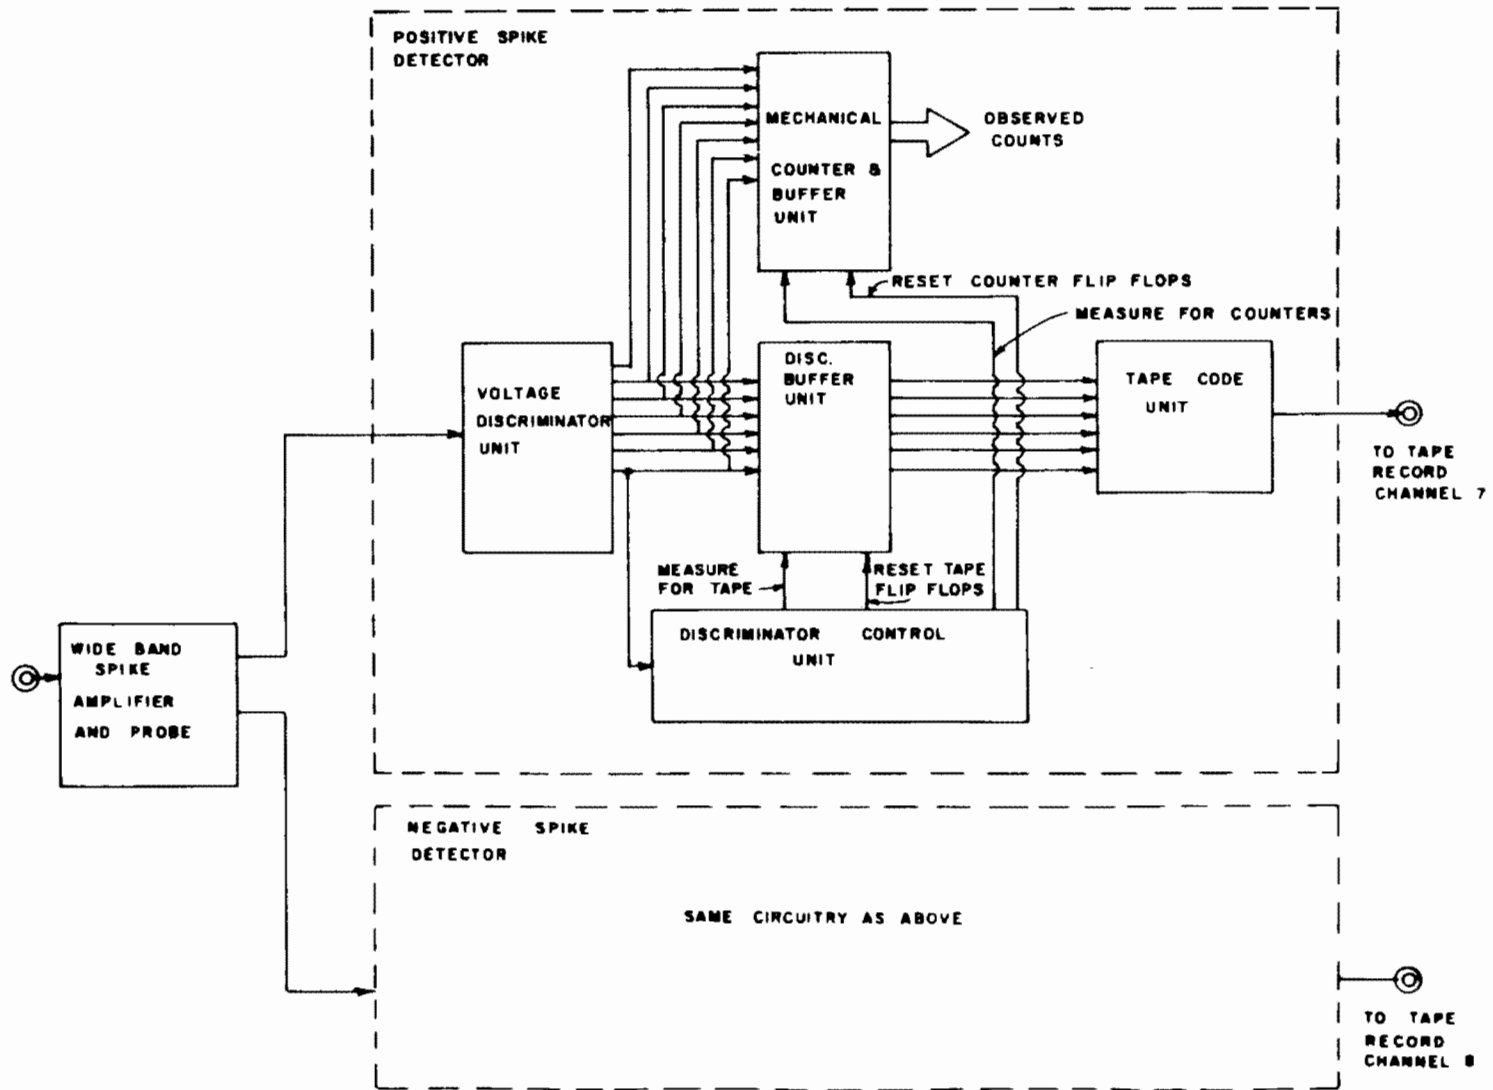 POSITIVE SPIKE
DETECTOR
MECHANICAL
COUNTER &
BUFFER
UNIT
OBSERVED
COUNTS
RESET COUNTER FLIP FLOPS
MEASURE FOR COUNTERS
VOLTAGE
DISCRIMINATOR
UNIT
DISC.
BUFFER
UNIT
TAPE CODE
UNIT
TO TAPE
RECORD
CHANNEL 7
MEASURE
FOR TAPE
RESET TAPE
FLIP FLOPS
DISCRIMINATOR CONTROL
UNIT
WIDE BAND
SPIKE
AMPLIFIER
AND PROBE
NEGATIVE SPIKE
DETECTOR
SAME CIRCUITRY AS ABOVE
TO TAPE
RECORD
CHANNEL 8